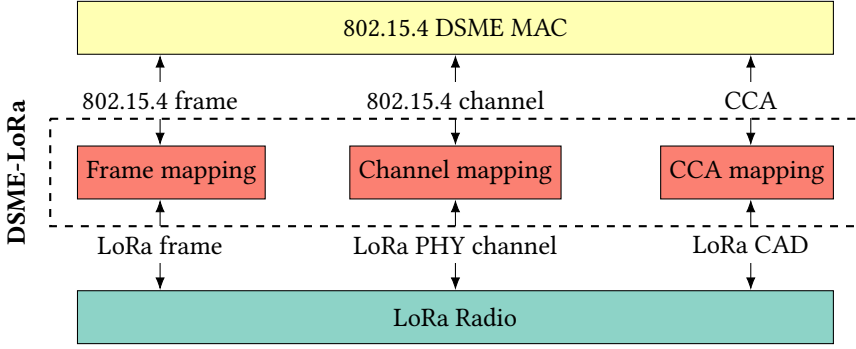 802.15.4 DSME MAC
802.15.4 frame
802.15.4 channel
CCA
DSME-LoRa
Frame mapping
Channel mapping
CCA mapping
LoRa frame
LoRa PHY channel
LoRa CAD
LoRa Radio